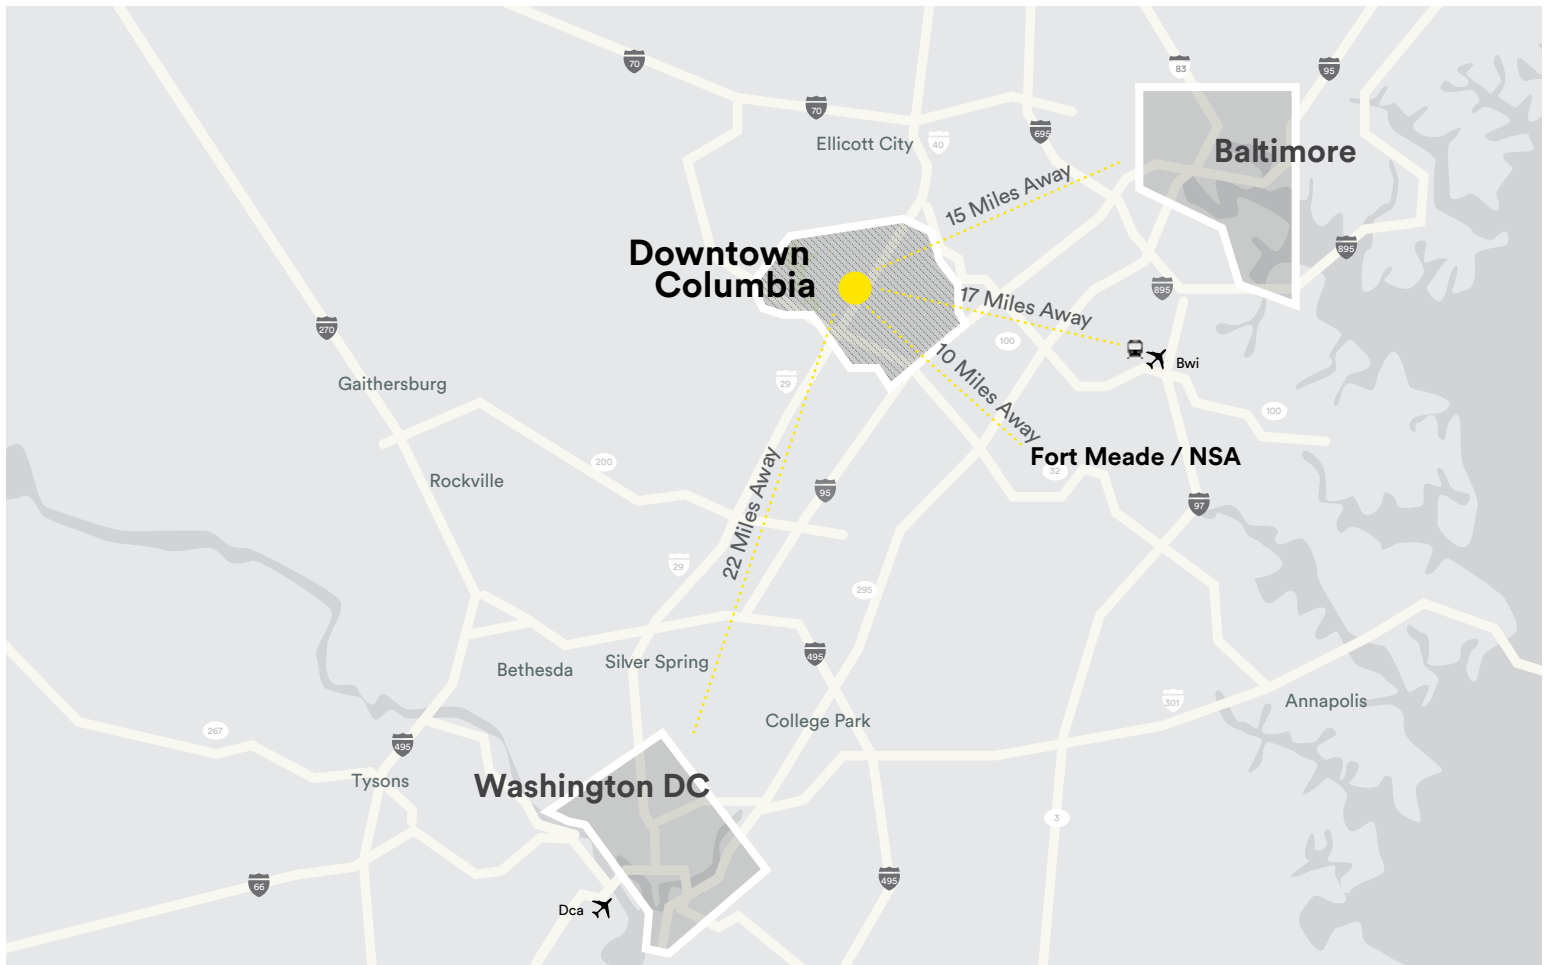 83
95
70
70
695
40
Ellicott City
Baltimore
15 Miles Away
Downtown
Columbia
895
895
17 Miles Away
270
100
10 Miles Away
Bwi
29
Gaithersburg
100
Fort Meade / NSA
200
32
Rockville
95
97
22 Miles Away
29
295
495
Bethesda
Silver Spring
301
Annapolis
College Park
267
495
Tysons
Washington DC
3
66
495
Dca